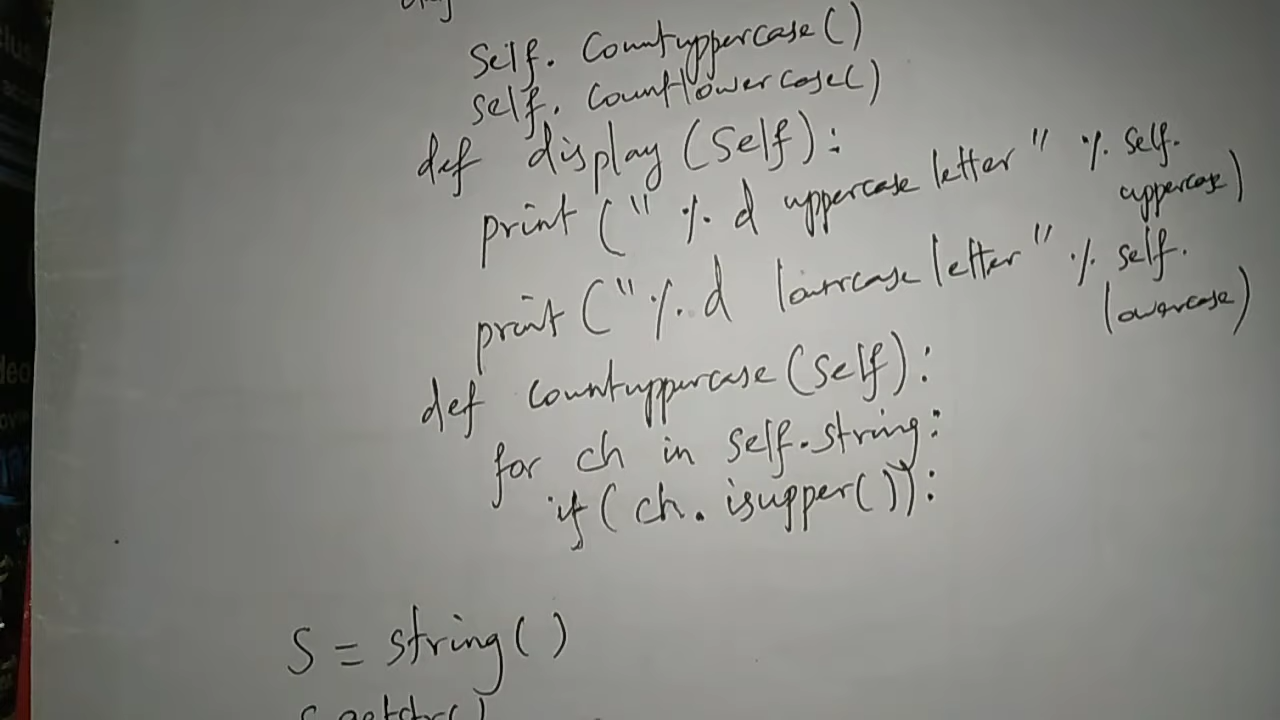 Self. Countuppercase()
self. Countlowercase()
def display (Self):
print ("%d uppercase letter" % self.
uppercase)
print ("%d lowercase letter" % self.
lowercase)
def countuppercase (Self):
for ch in self.string:
if (ch. isupper()):
S = string()